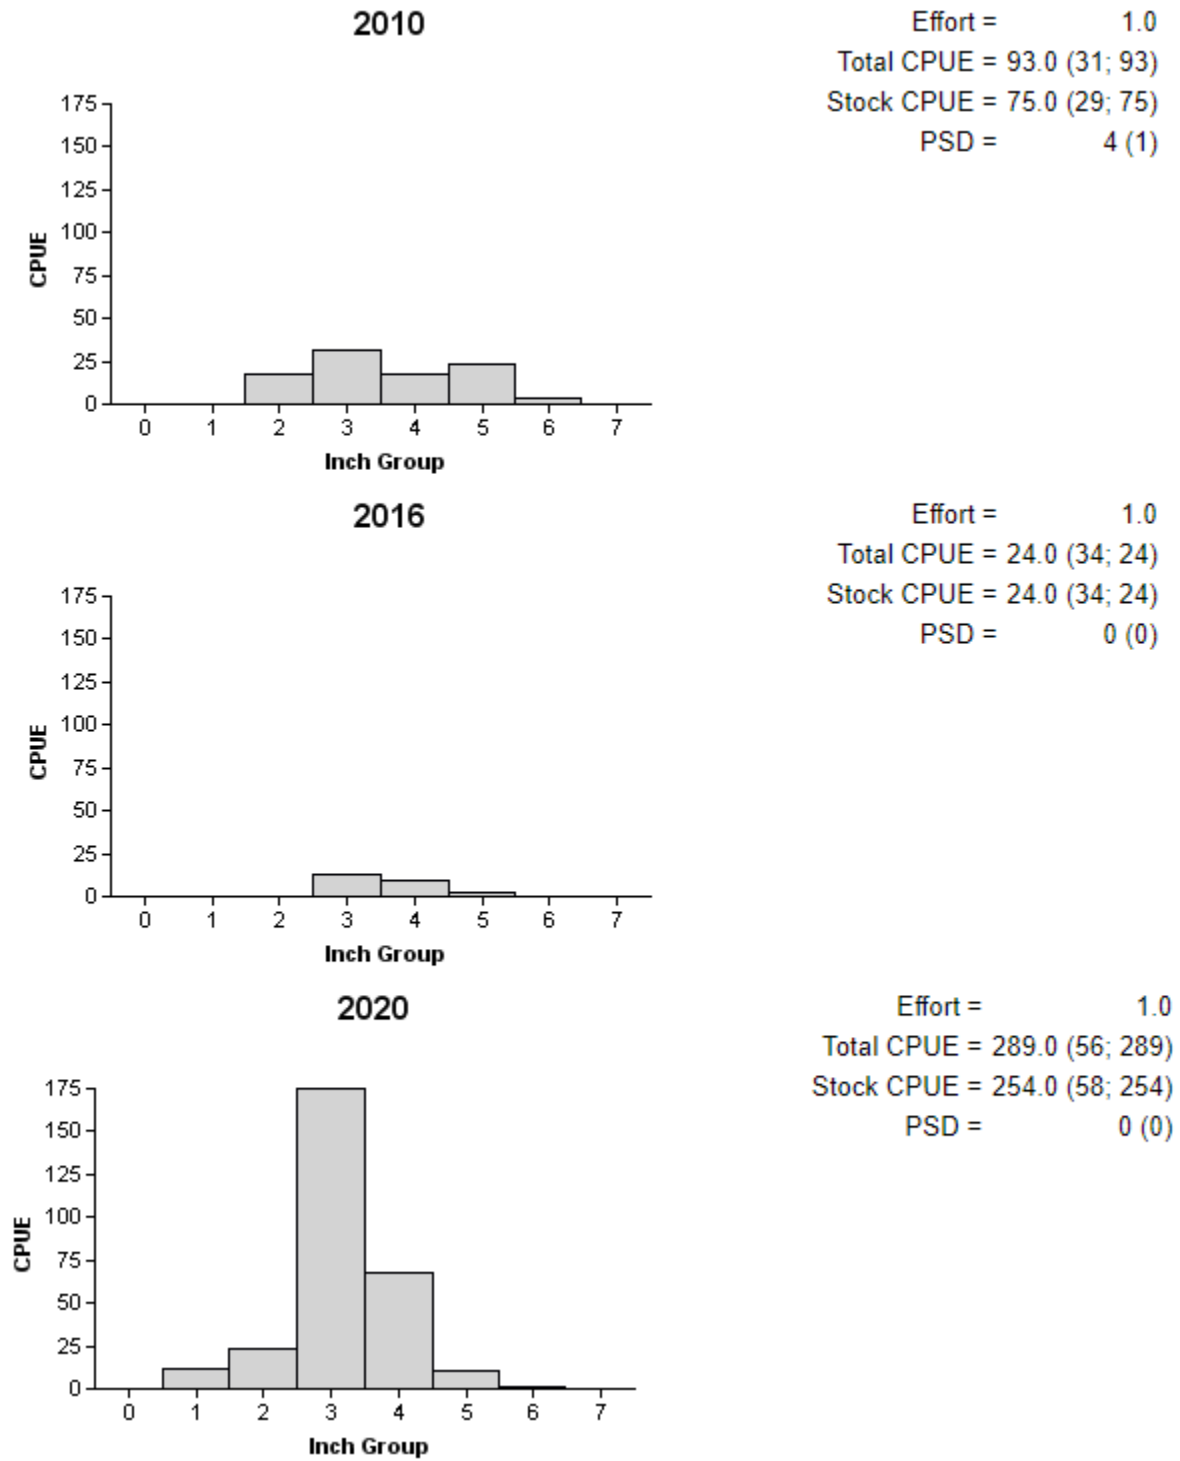 2010
Effort = 1.0
Total CPUE = 93.0 (31; 93)
Stock CPUE = 75.0 (29; 75)
PSD = 4 (1)
175
150
125
100
75
50
25
0
CPUE
0 1 2 3 4 5 6 7
Inch Group
2016
Effort = 1.0
Total CPUE = 24.0 (34; 24)
Stock CPUE = 24.0 (34; 24)
PSD = 0 (0)
175
150
125
100
75
50
25
0
CPUE
0 1 2 3 4 5 6 7
Inch Group
2020
Effort = 1.0
Total CPUE = 289.0 (56; 289)
Stock CPUE = 254.0 (58; 254)
PSD = 0 (0)
175
150
125
100
75
50
25
0
CPUE
0 1 2 3 4 5 6 7
Inch Group